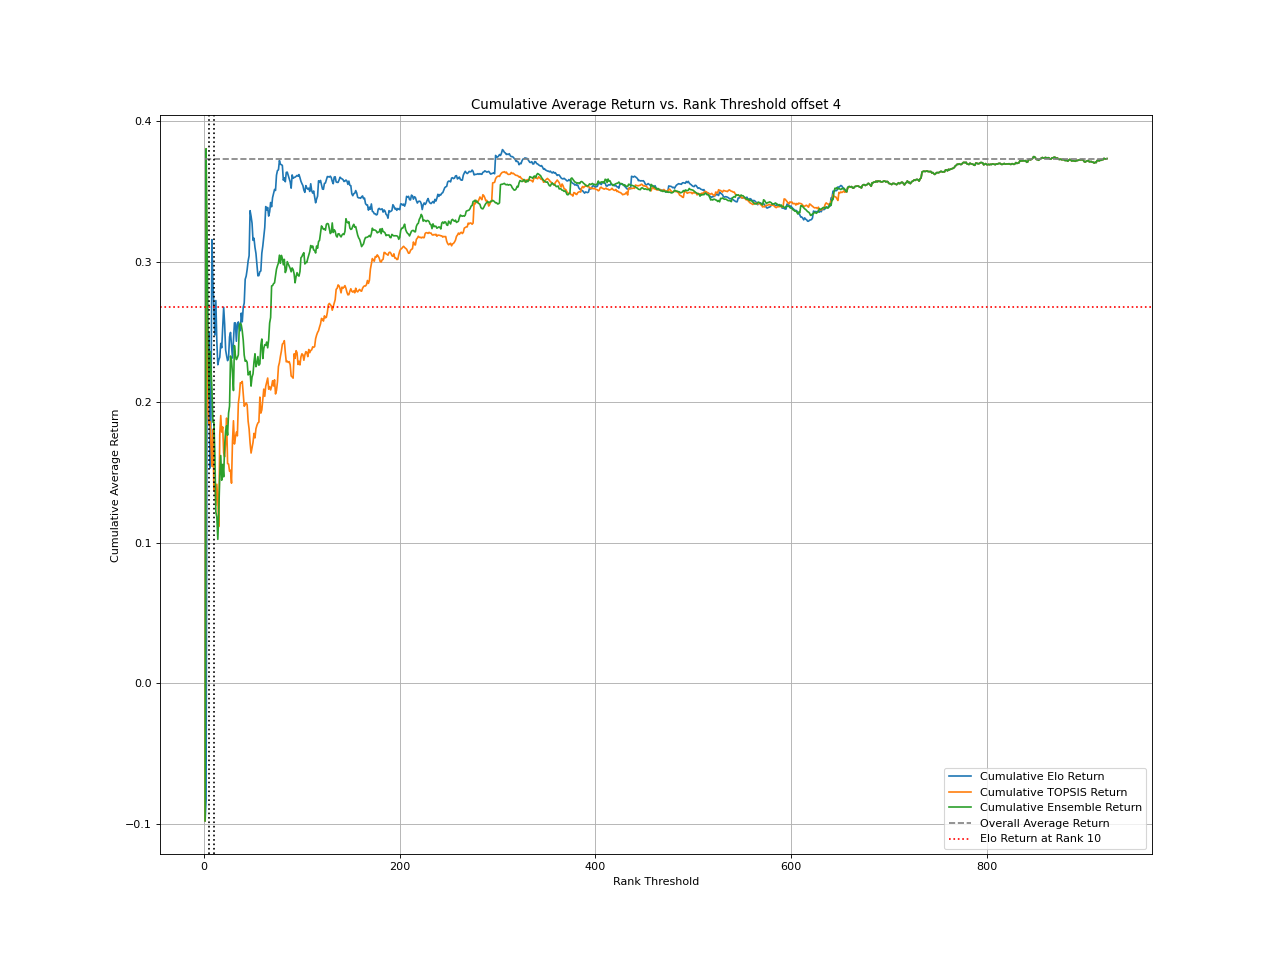 Cumulative Average Return vs. Rank Threshold offset 4
Cumulative Average Return
0.4
0.3
0.2
0.1
0.0
−0.1
0
200
400
600
800
Rank Threshold
Cumulative Elo Return
Cumulative TOPSIS Return
Cumulative Ensemble Return
Overall Average Return
Elo Return at Rank 10